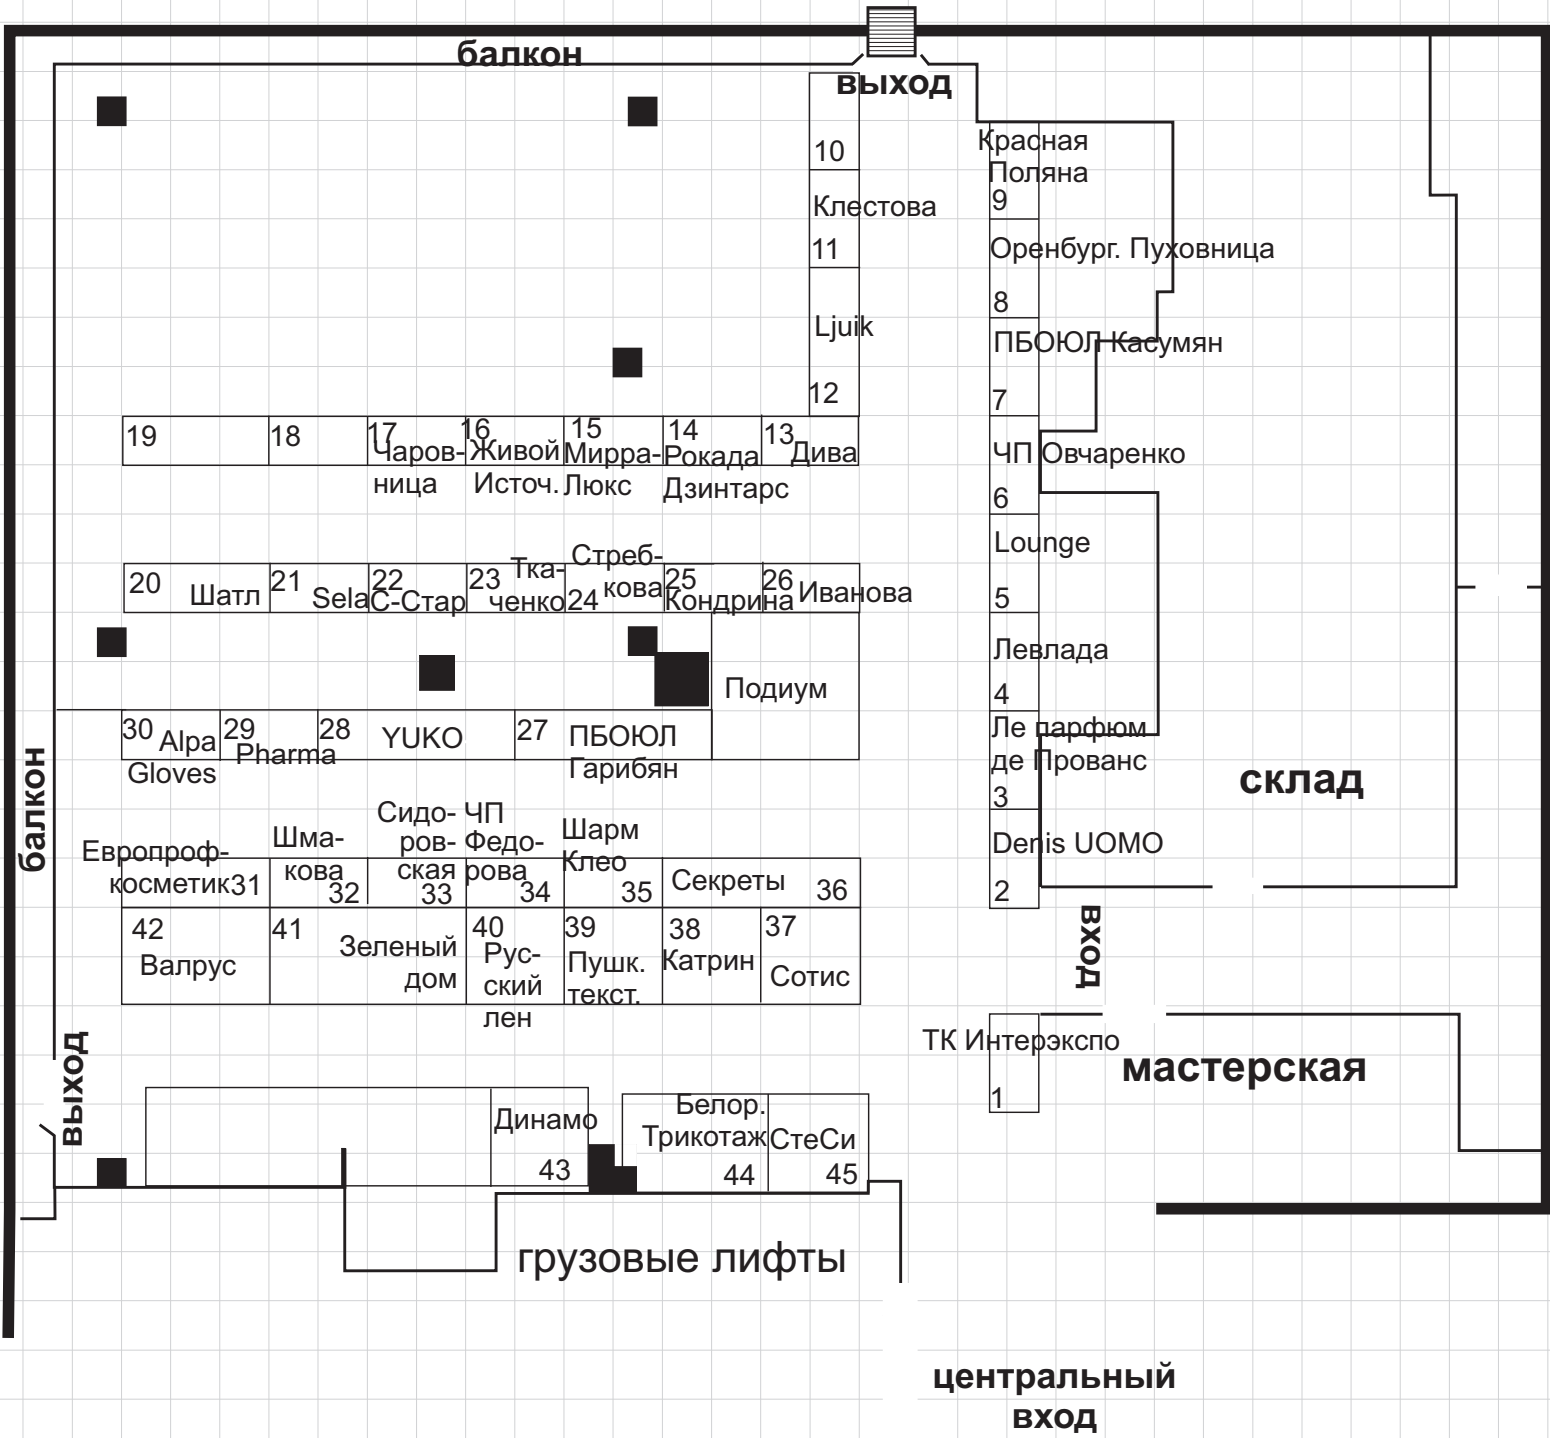 балкон
выход
10
Клестова
11
Ljuik
12
Красная
Поляна
9
Оренбург. Пуховница
8
ПБОЮЛ Касумян
7
ЧП Овчаренко
6
Lounge
5
Левлада
4
Ле парфюм
де Прованс
3
Denis UOMO
2
19
18
17
Чаров-
ница
16
Живой
Источ.
15
Мирра-
Люкс
14
Рокада
Дзинтарс
13
Дива
20
Шатл
21
Sela
22
С-Стар
23
Тка-
ченко
Стреб-
кова
24
25
Кондрина
26
Иванова
Подиум
30
Alpa
Gloves
29
Pharma
28
YUKO
27
ПБОЮЛ
Гарибян
балкон
склад
Европроф-
косметик
31
Шма-
кова
32
Сидо-
ров-
ская
33
ЧП
Федо-
рова
34
Шарм
Клео
35
Секреты
36
42
Валрус
41
Зеленый
дом
40
Рус-
ский
лен
39
Пушк.
текст.
38
Катрин
37
Сотис
вход
ТК Интерэкспо
1
мастерская
выход
Динамо
43
Белор.
Трикотаж
44
СтеСи
45
грузовые лифты
центральный
вход